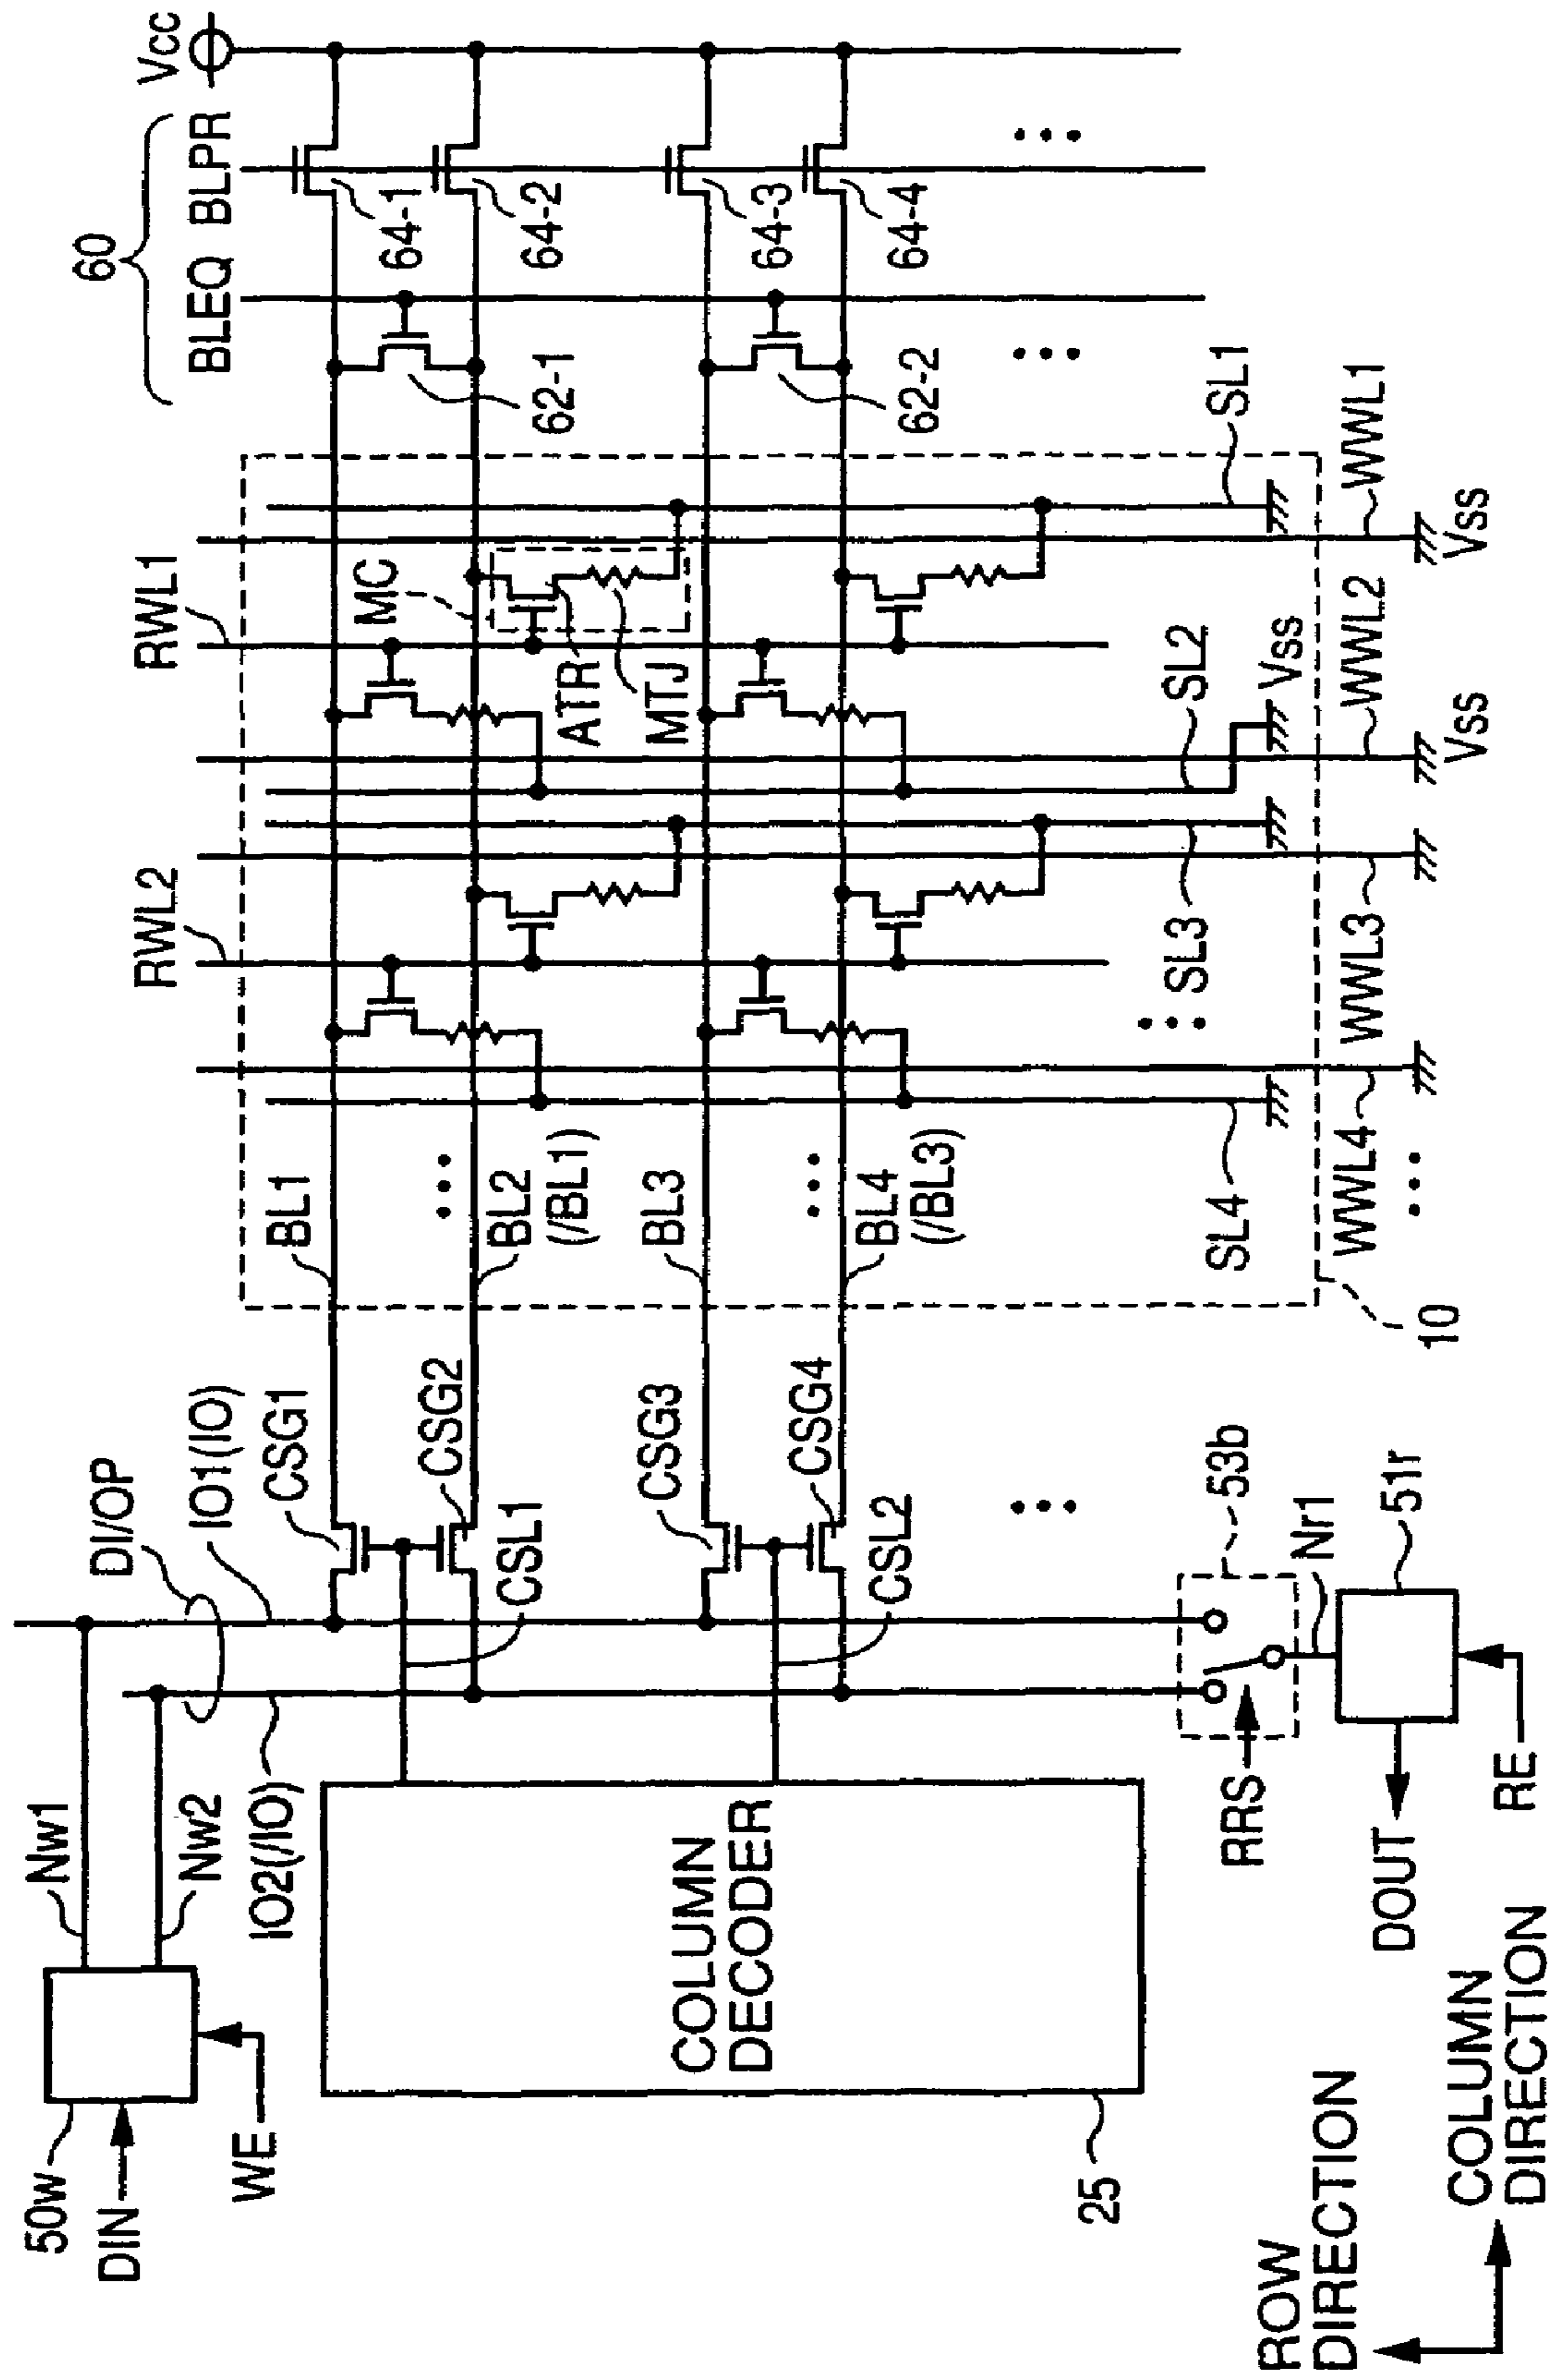 Vcc
60
BLEQ BLPR
64-1
64-2
64-3
64-4
62-1
62-2
SL1
WWL1
Vss
RWL1
MC
ATR
MTJ
SL2
Vss
WWL2
Vss
RWL2
SL3
WWL3
BL1
BL2
(/BL1)
BL3
BL4
(/BL3)
SL4
WWL4
10
DI/OP
IO1(IO)
CSG1
CSG2
CSL1
CSG3
CSG4
CSL2
53b
Nr1
51r
Nw1
Nw2
IO2(/IO)
COLUMN
DECODER
RRS
DOUT
RE
50w
DIN
WE
25
ROW
DIRECTION
COLUMN
DIRECTION